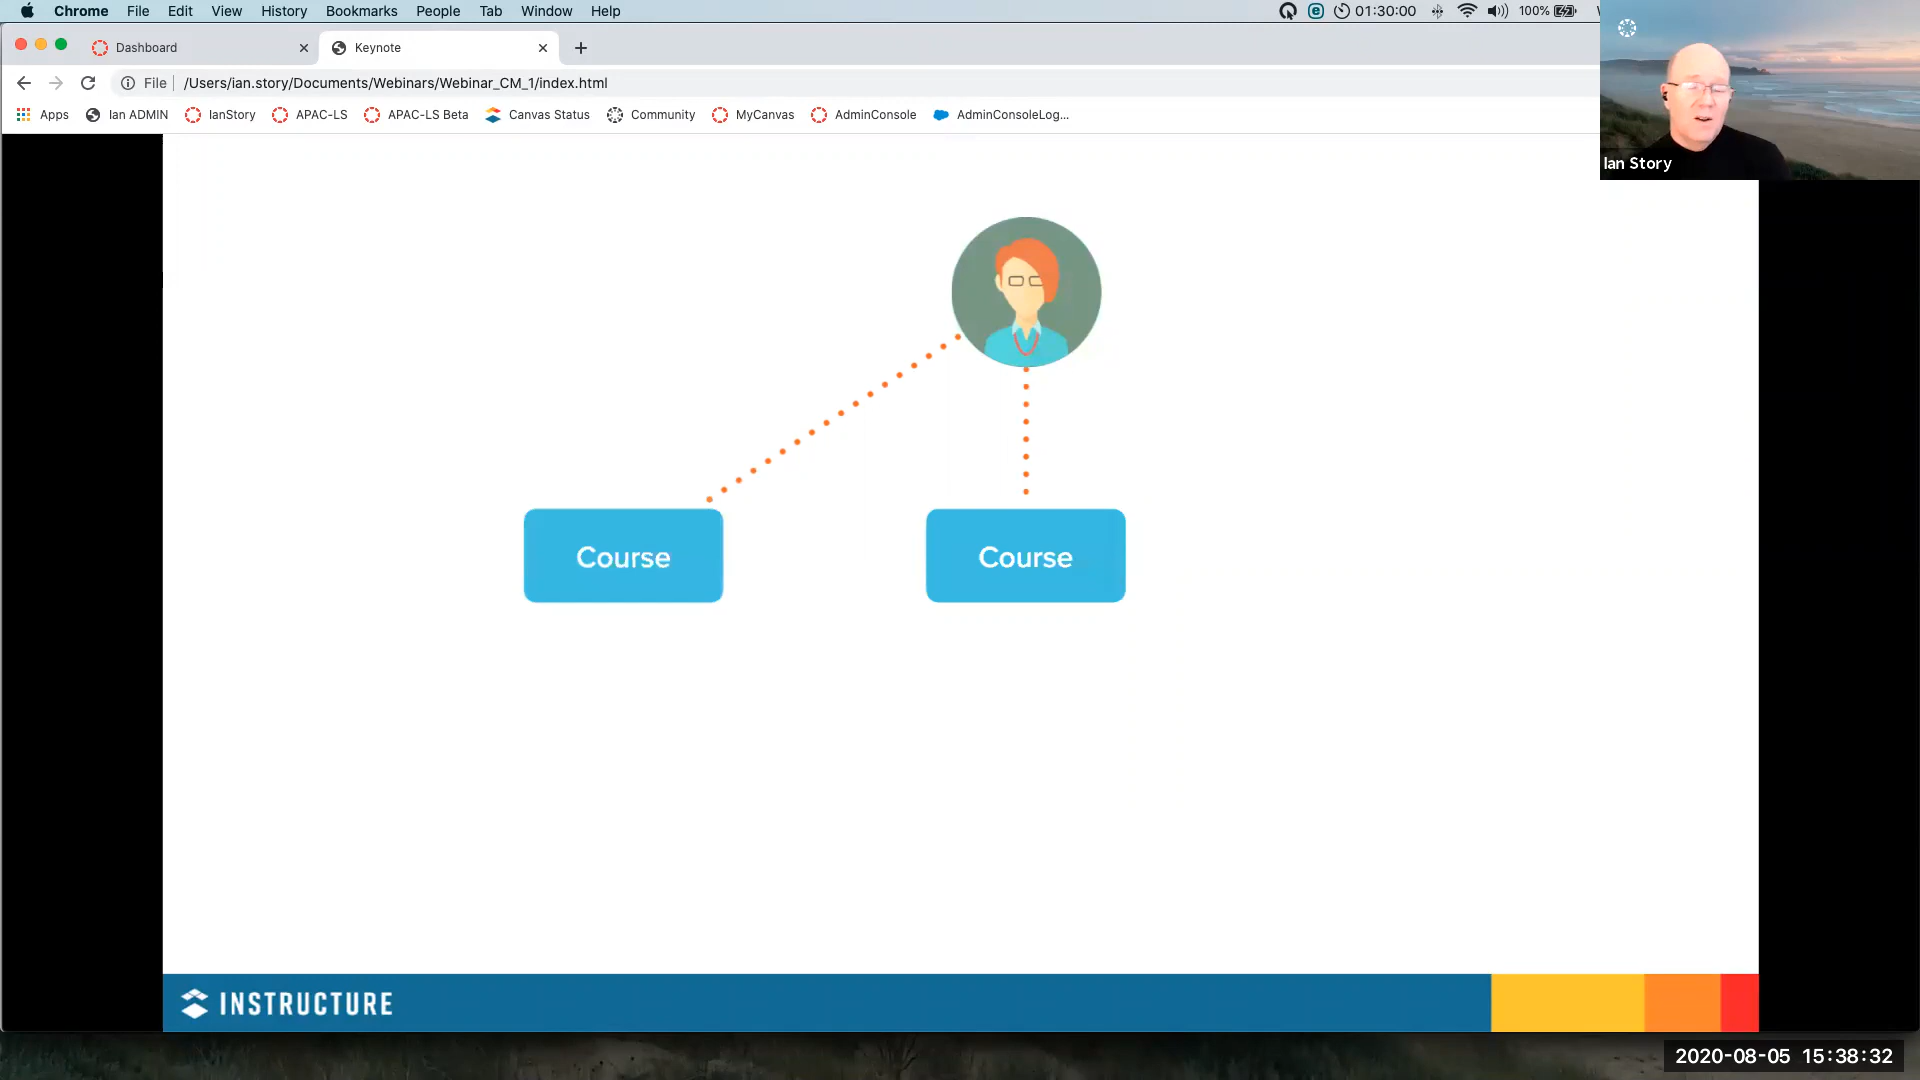 Chrome File Edit View History Bookmarks People Tab Window Help 01:30:00 100%
Dashboard Keynote
File /Users/ian.story/Documents/Webinars/Webinar_CM_1/index.html
Apps Ian ADMIN IanStory APAC-LS APAC-LS Beta Canvas Status Community MyCanvas AdminConsole AdminConsoleLog...
Ian Story
Course Course
INSTRUCTURE
2020-08-05 15:38:32